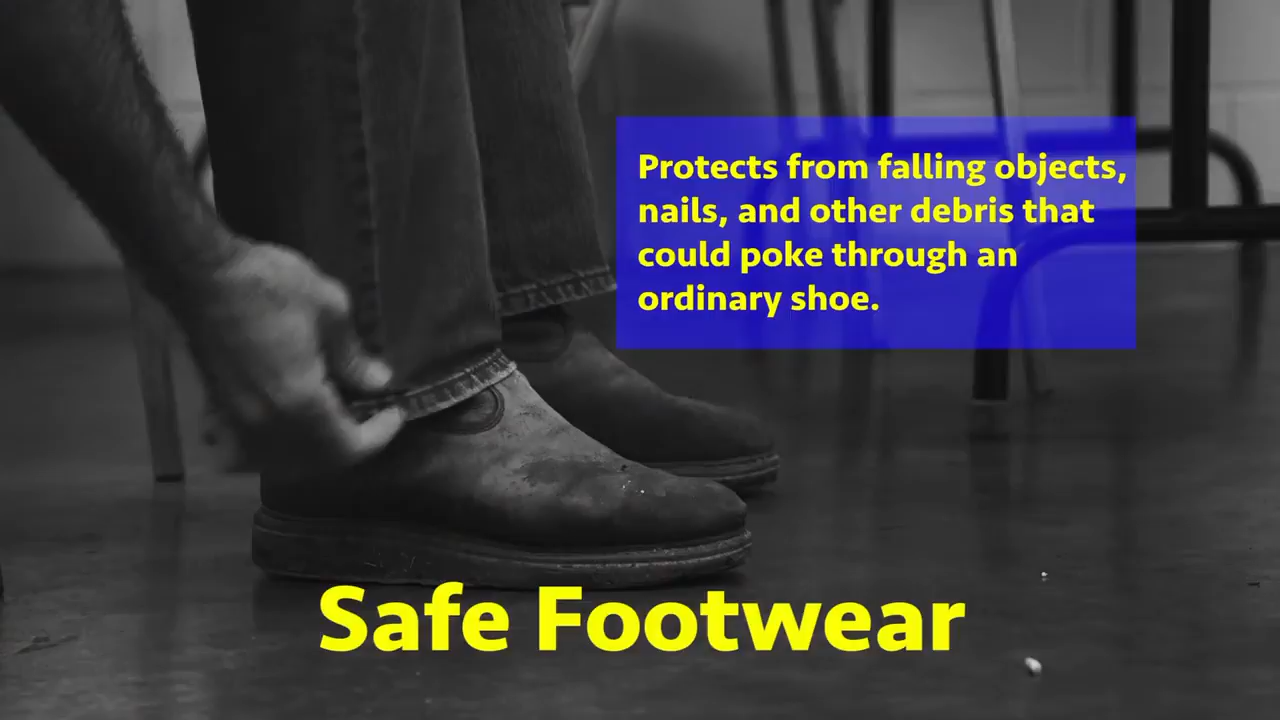 Protects from falling objects,
nails, and other debris that
could poke through an
ordinary shoe.
Safe Footwear